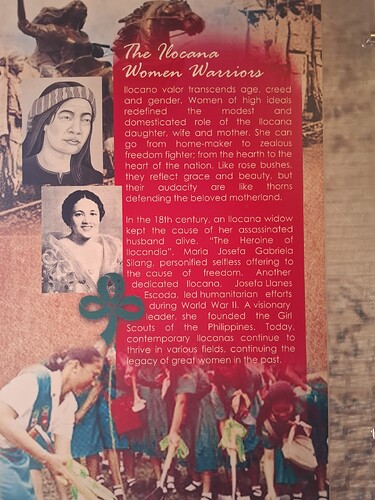 The Ilocana
Women Warriors
Ilocano valor transcends age, creed
and gender. Women of high ideals
redefined the modest and
domesticated role of the Ilocana
daughter, wife and mother. She can
go from home-maker to zealous
freedom fighter; from the hearth to the
heart of the nation. Like rose bushes,
they reflect grace and beauty, but
their audacity are like thorns
defending the beloved motherland.
In the 18th century, an Ilocana widow
kept the cause of her assassinated
husband alive. "The Heroine of
Ilocandia", Maria Josefa Gabriela
Silang, personified selfless offering to
the cause of freedom. Another
dedicated Ilocana, Josefa Llanes
Escoda, led humanitarian efforts
during World War II. A visionary
leader, she founded the Girl
Scouts of the Philippines. Today,
contemporary Ilocanas continue to
thrive in various fields, continuing the
legacy of great women in the past.